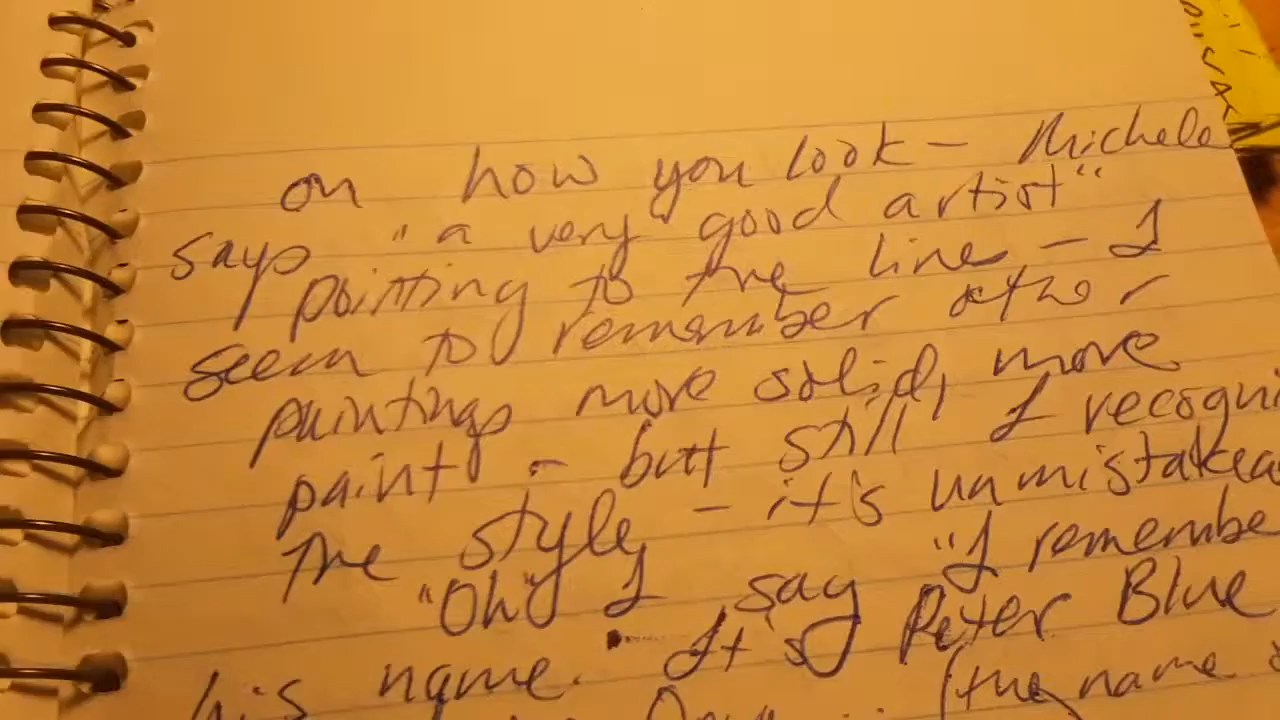 on how you look — Michele
says "a very good artist"
pointing to the line — I
seem to remember other
paintings more solid, more
paint — but still I recogni
the style — it's unmistakea
"Oh" I say "I remembe
his name. It's Peter Blue
(the name